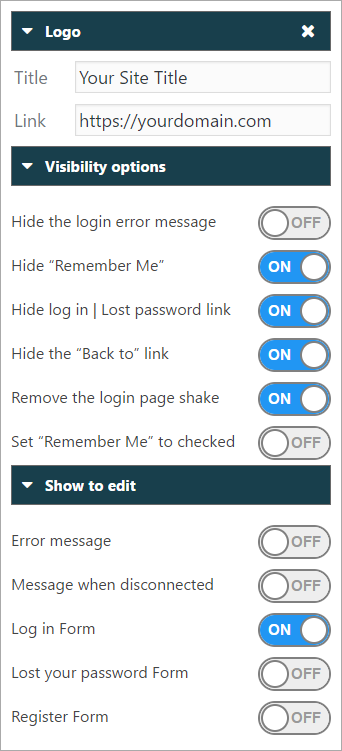 Logo
Title Your Site Title
Link https://yourdomain.com
Visibility options
Hide the login error message OFF
Hide “Remember Me” ON
Hide log in | Lost password link ON
Hide the “Back to” link ON
Remove the login page shake ON
Set “Remember Me” to checked OFF
Show to edit
Error message OFF
Message when disconnected OFF
Log in Form ON
Lost your password Form OFF
Register Form OFF